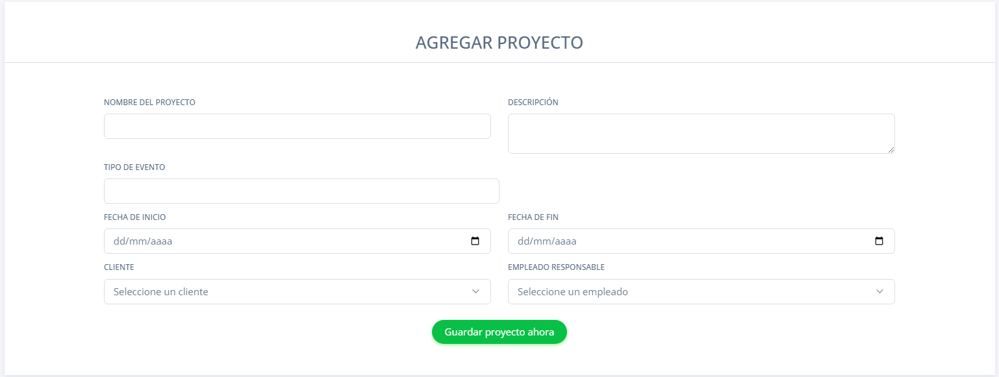 AGREGAR PROYECTO
NOMBRE DEL PROYECTO
DESCRIPCIÓN
TIPO DE EVENTO
FECHA DE INICIO
FECHA DE FIN
dd/mm/aaaa
dd/mm/aaaa
CLIENTE
EMPLEADO RESPONSABLE
Seleccione un cliente
Seleccione un empleado
Guardar proyecto ahora